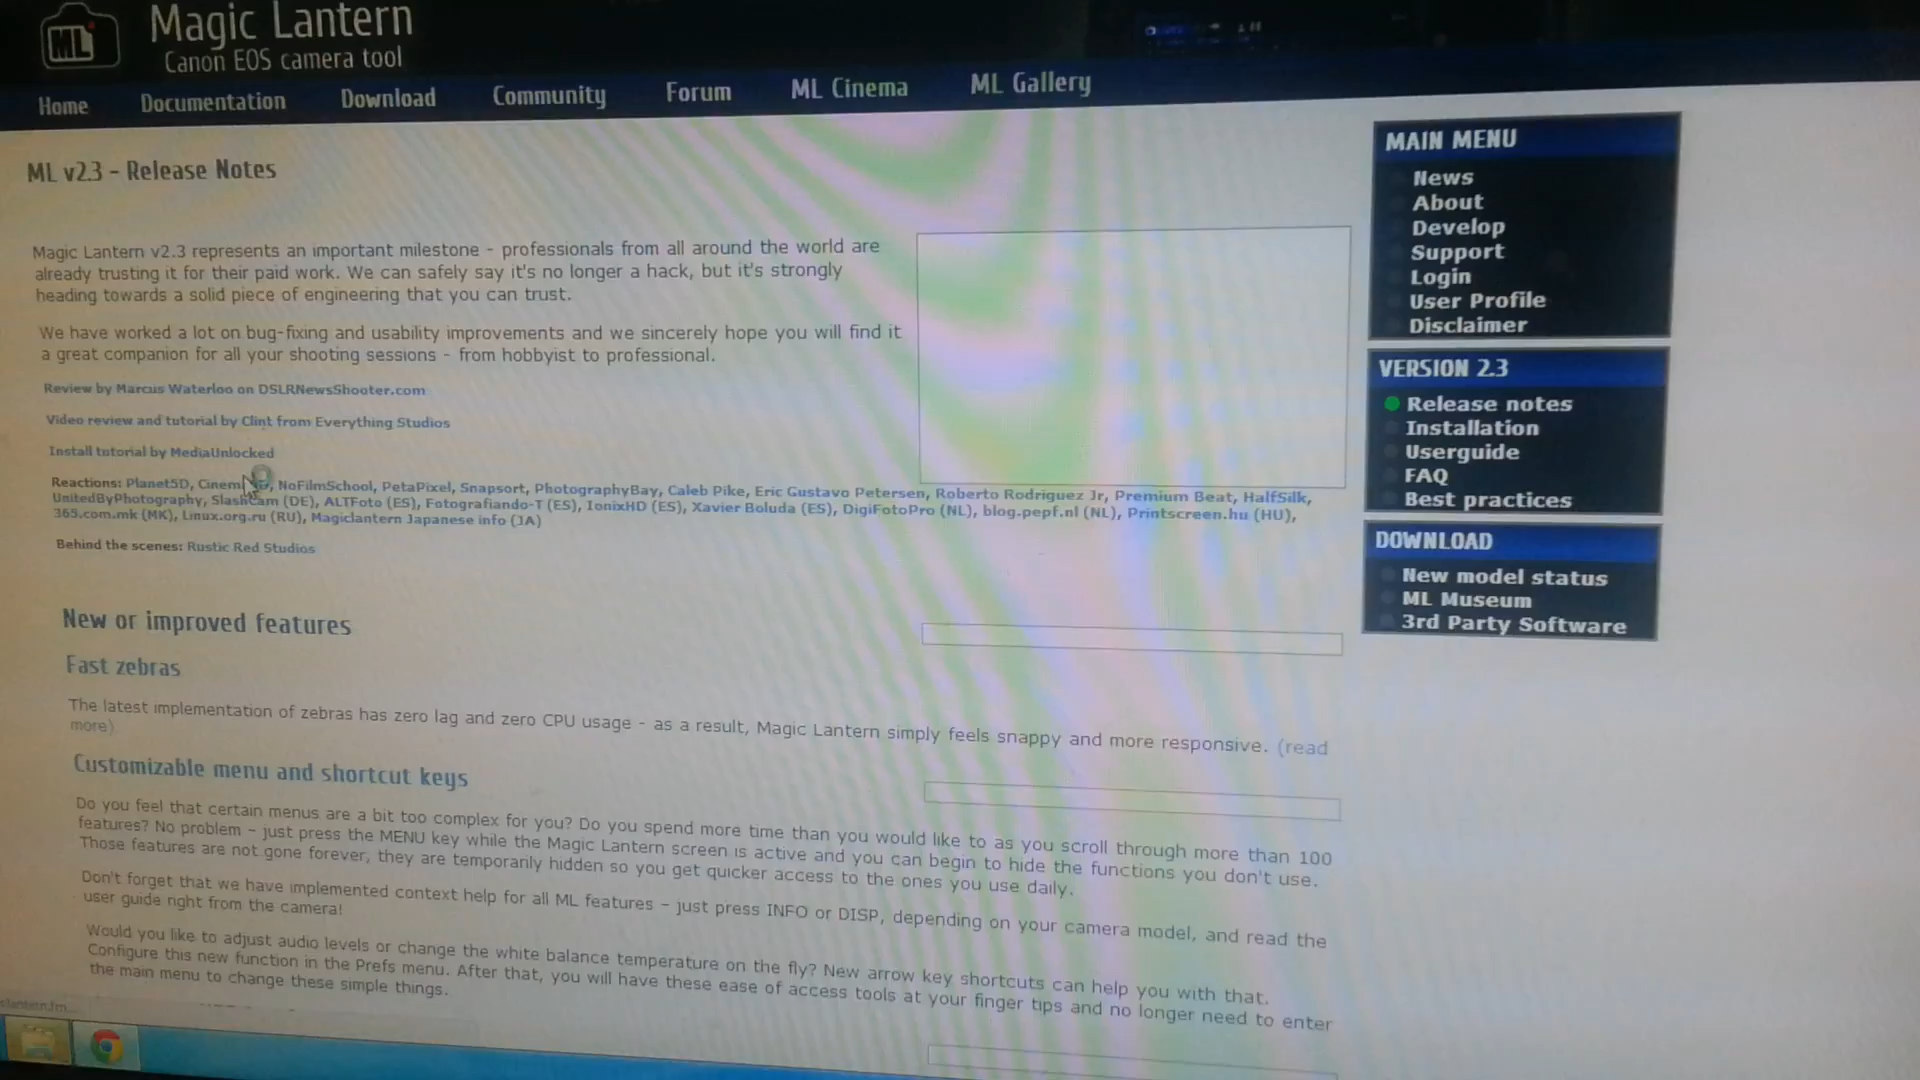 ML
Magic Lantern
Canon EOS camera tool
Home Documentation Download Community Forum ML Cinema ML Gallery
ML v2.3 - Release Notes
Magic Lantern v2.3 represents an important milestone - professionals from all around the world are
already trusting it for their paid work. We can safely say it's no longer a hack, but it's strongly
heading towards a solid piece of engineering that you can trust.
We have worked a lot on bug-fixing and usability improvements and we sincerely hope you will find it
a great companion for all your shooting sessions - from hobbyist to professional.
Review by Marcus Waterloo on DSLRNewsShooter.com
Video review and tutorial by Clint from Everything Studios
Install tutorial by MediaUnlocked
Reactions: Planet5D, NoFilmSchool, PetaPixel, Snapsort, PhotographyBay, Caleb Pike, Eric Gustavo Petersen, Roberto Rodriguez Jr, Premium Beat, HalfSilk,
UnitedByPhotography, SlashCam (DE), ALTFoto (ES), Fotografiando-T (ES), IonixHD (ES), Xavier Boluda (ES), DigiFotoPro (NL), blog.pepf.nl (NL), Printscreen.hu (HU),
365.com.mk (MK), Linux.org.ru (RU), Magiclantern Japanese info (JA)
Behind the scenes: Rustic Red Studios
New or improved features
Fast zebras
The latest implementation of zebras has zero lag and zero CPU usage - as a result, Magic Lantern simply feels snappy and more responsive. (read
more)
Customizable menu and shortcut keys
Do you feel that certain menus are a bit too complex for you? Do you spend more time than you would like to as you scroll through more than 100
features? No problem - just press the MENU key while the Magic Lantern screen is active and you can begin to hide the functions you don't use.
Those features are not gone forever, they are temporarily hidden so you get quicker access to the ones you use daily.
Don't forget that we have implemented context help for all ML features - just press INFO or DISP, depending on your camera model, and read the
user guide right from the camera!
Would you like to adjust audio levels or change the white balance temperature on the fly? New arrow key shortcuts can help you with that.
Configure this new function in the Prefs menu. After that, you will have these ease of access tools at your finger tips and no longer need to enter
the main menu to change these simple things.
MAIN MENU
News
About
Develop
Support
Login
User Profile
Disclaimer
VERSION 2.3
Release notes
Installation
Userguide
FAQ
Best practices
DOWNLOAD
New model status
ML Museum
3rd Party Software